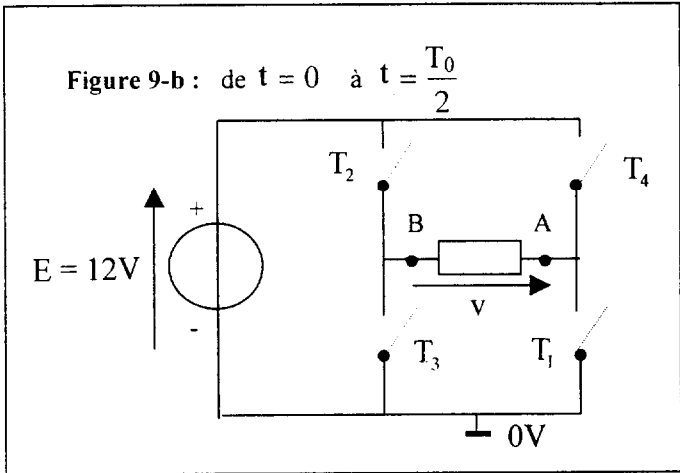 Figure 9-b : de t = 0 à t = T₀/2
T₂
T₄
+
B
A
E = 12V
v
-
T₃
T₁
0V